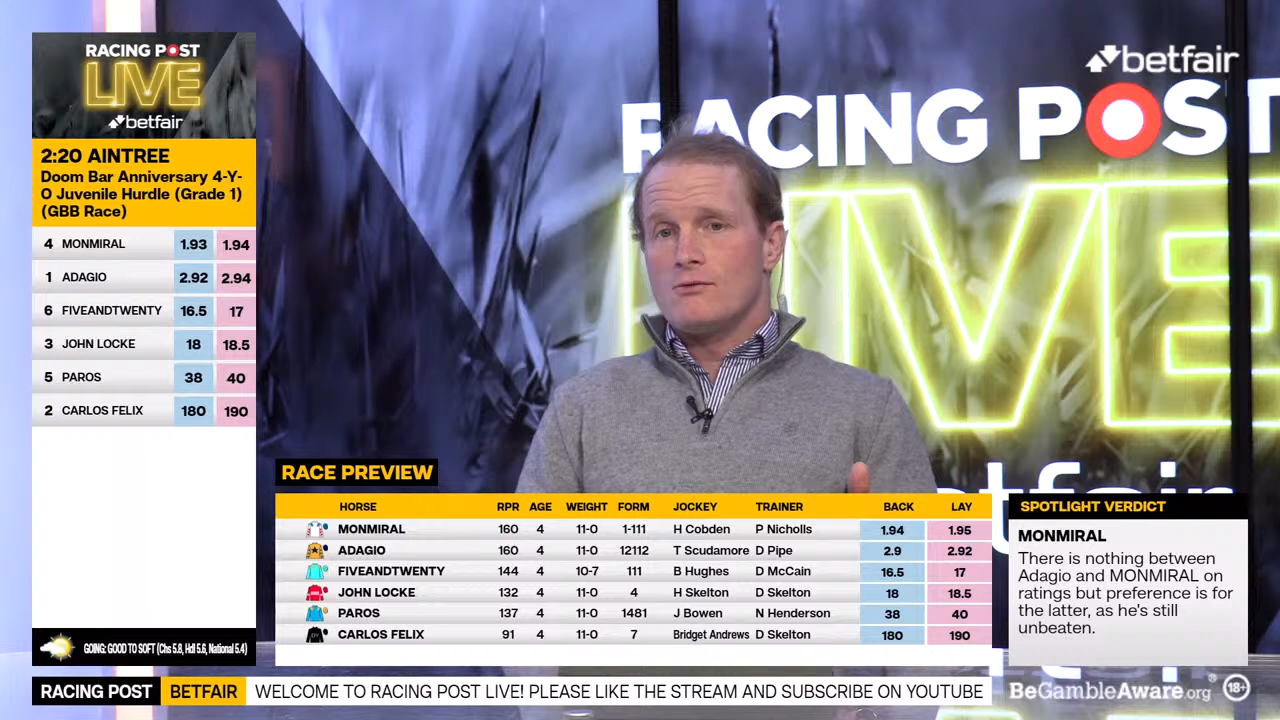 RACING POST
LIVE
betfair
2:20 AINTREE
Doom Bar Anniversary 4-Y-
O Juvenile Hurdle (Grade 1)
(GBB Race)
4 MONMIRAL 1.93 1.94
1 ADAGIO 2.92 2.94
6 FIVEANDTWENTY 16.5 17
3 JOHN LOCKE 18 18.5
5 PAROS 38 40
2 CARLOS FELIX 180 190
GOING: GOOD TO SOFT (Chs 5.8, Hdl 5.6, National 5.4)
betfair
RACING POST
LIVE
betfair
RACE PREVIEW
HORSE RPR AGE WEIGHT FORM JOCKEY TRAINER BACK LAY
MONMIRAL 160 4 11-0 1-111 H Cobden P Nicholls 1.94 1.95
ADAGIO 160 4 11-0 12112 T Scudamore D Pipe 2.9 2.92
FIVEANDTWENTY 144 4 10-7 111 B Hughes D McCain 16.5 17
JOHN LOCKE 132 4 11-0 4 H Skelton D Skelton 18 18.5
PAROS 137 4 11-0 1481 J Bowen N Henderson 38 40
CARLOS FELIX 91 4 11-0 7 Bridget Andrews D Skelton 180 190
SPOTLIGHT VERDICT
MONMIRAL
There is nothing between
Adagio and MONMIRAL on
ratings but preference is for
the latter, as he's still
unbeaten.
RACING POST BETFAIR WELCOME TO RACING POST LIVE! PLEASE LIKE THE STREAM AND SUBSCRIBE ON YOUTUBE
BeGambleAware.org® 18+